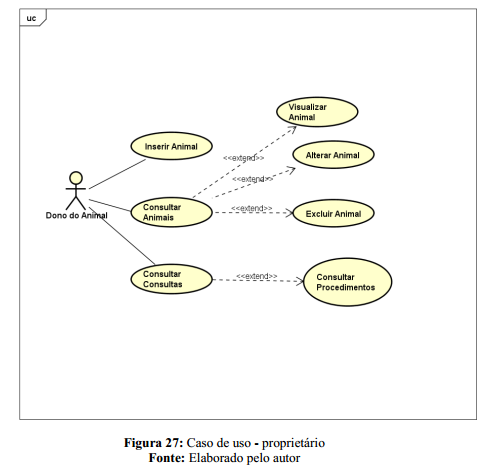 uc
Visualizar
Animal
Inserir Animal
<<extend>>
Alterar Animal
<<extend>>
Dono do Animal
Consultar
Animais
<<extend>>
Excluir Animal
Consultar
Consultas
<<extend>>
Consultar
Procedimentos
Figura 27: Caso de uso - proprietário
Fonte: Elaborado pelo autor